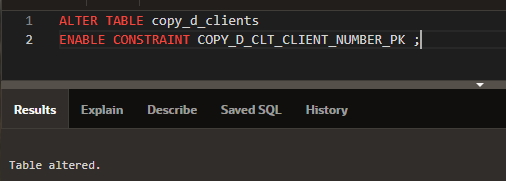 1 ALTER TABLE copy_d_clients
2 ENABLE CONSTRAINT COPY_D_CLT_CLIENT_NUMBER_PK ;
Results Explain Describe Saved SQL History
Table altered.